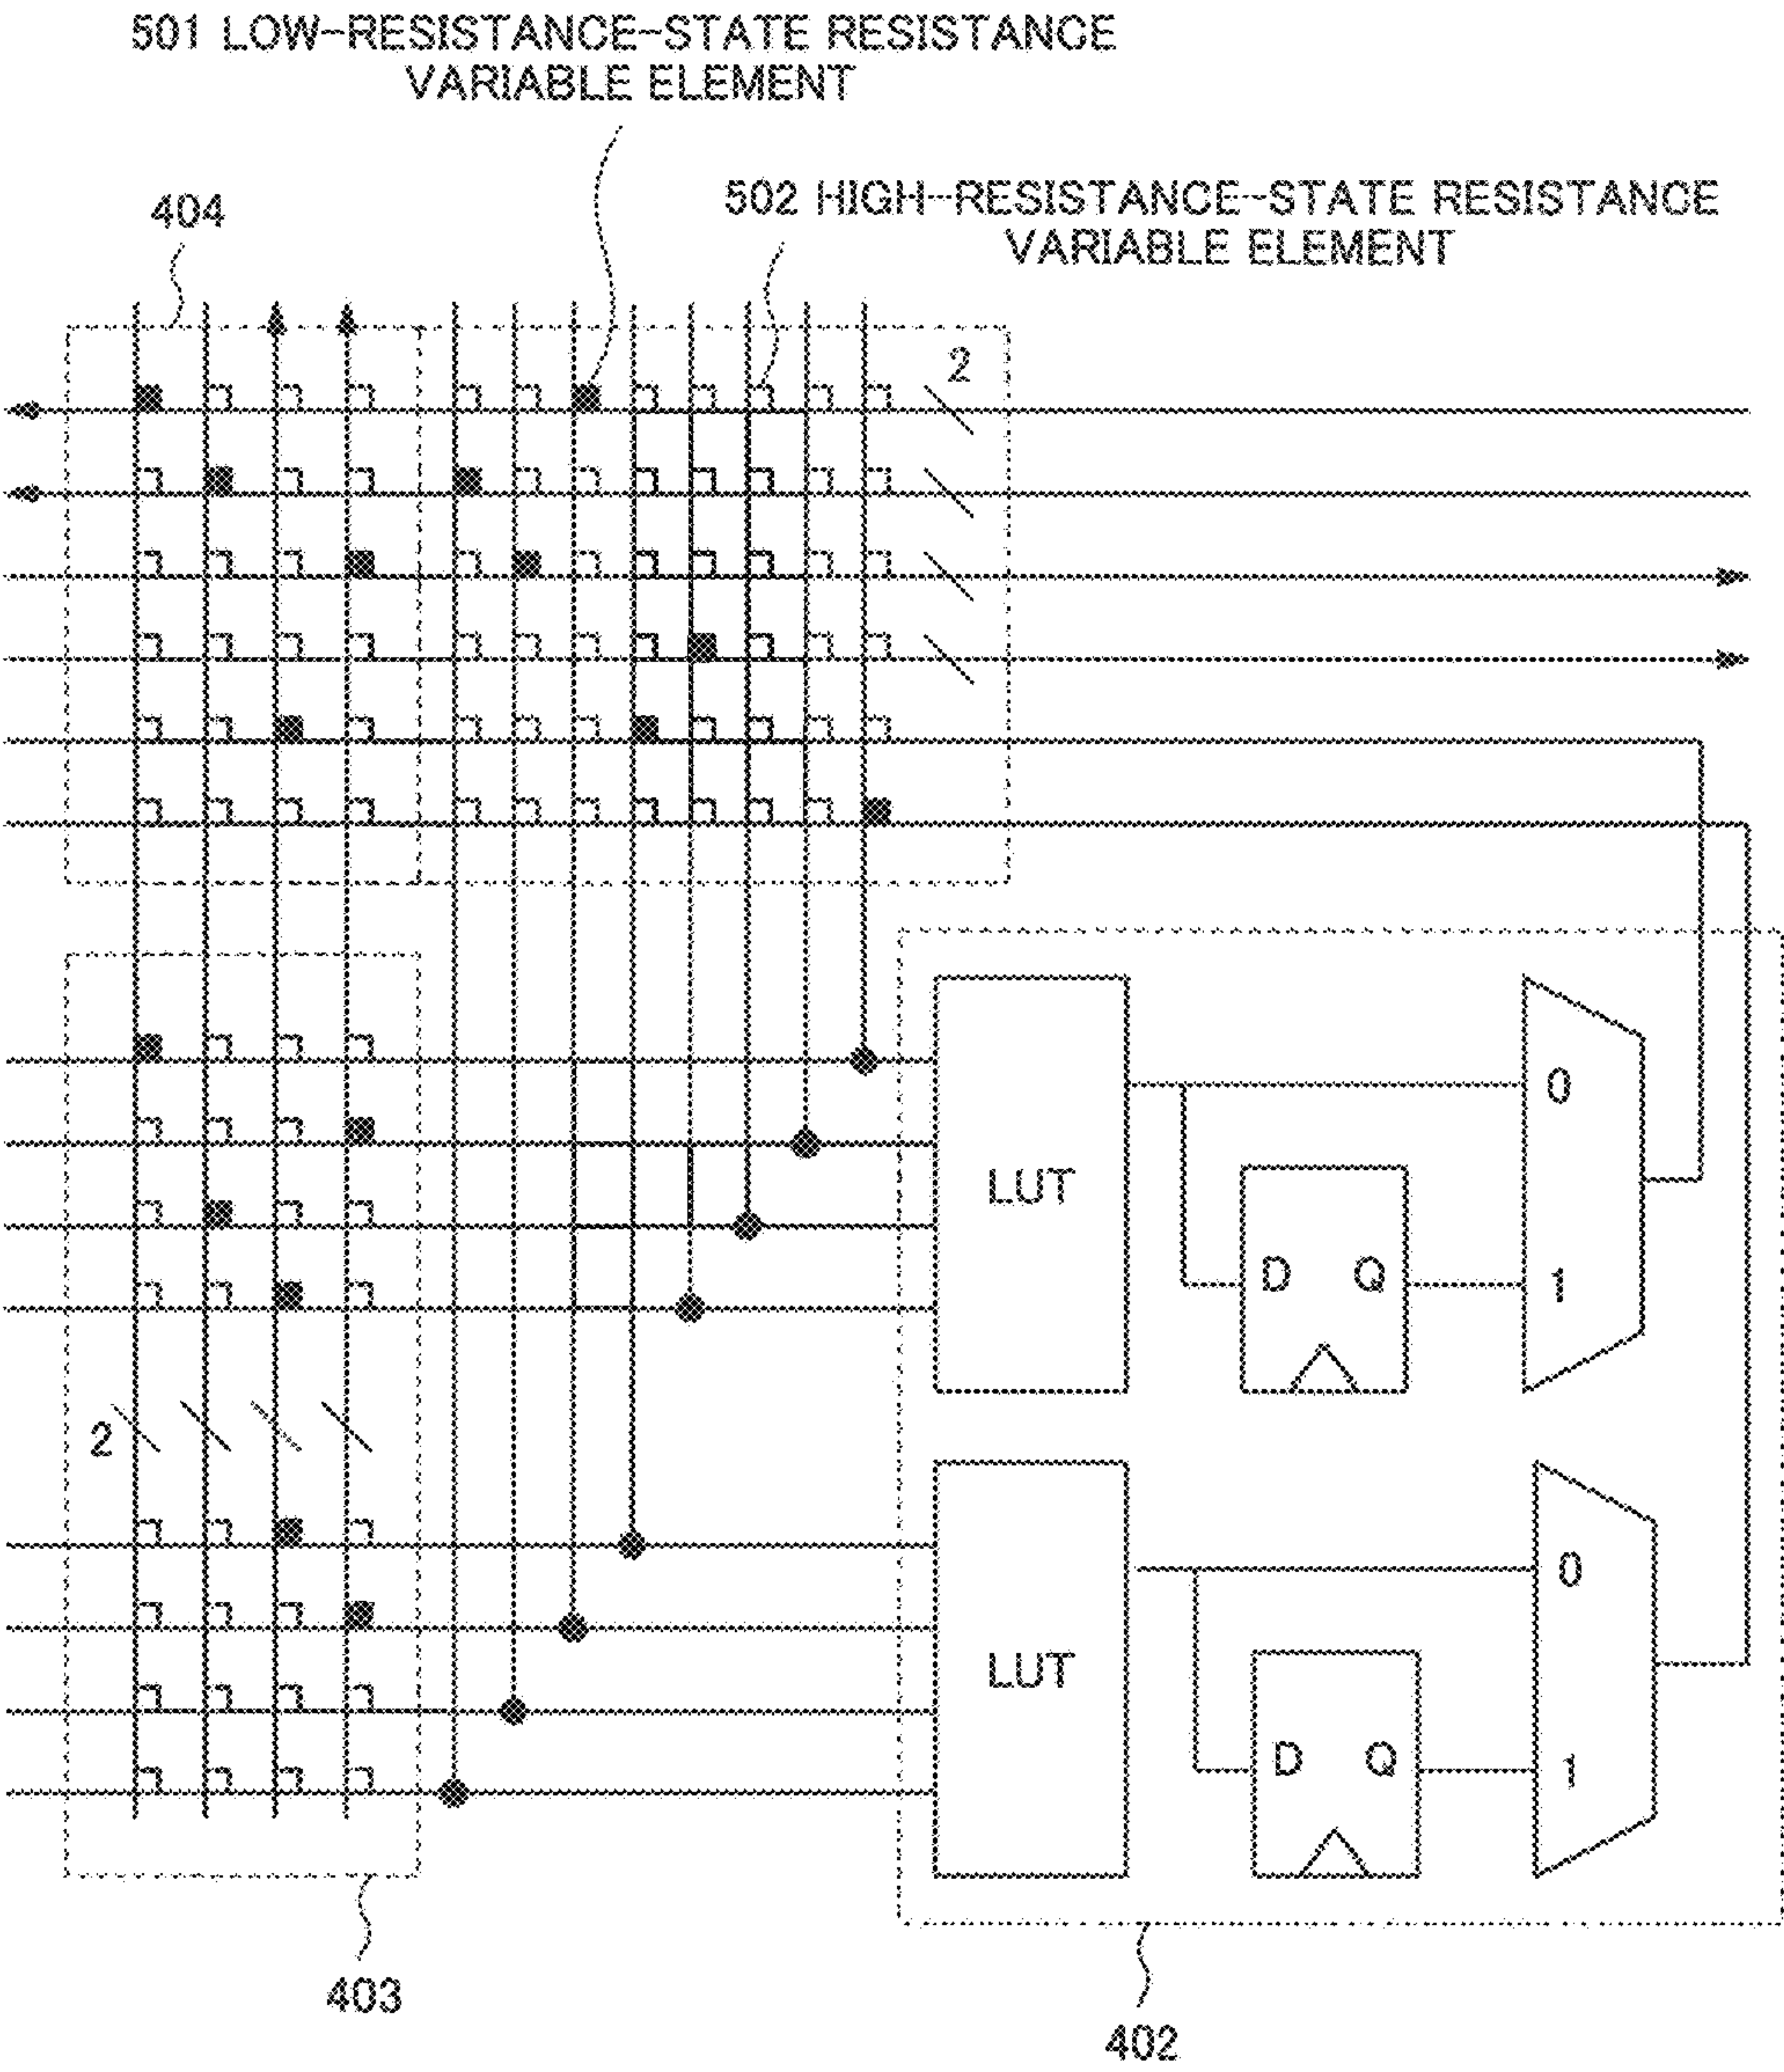 501 LOW-RESISTANCE-STATE RESISTANCE
VARIABLE ELEMENT
404
502 HIGH-RESISTANCE-STATE RESISTANCE
VARIABLE ELEMENT
2
LUT
0
D Q
1
2
LUT
0
D Q
1
403
402